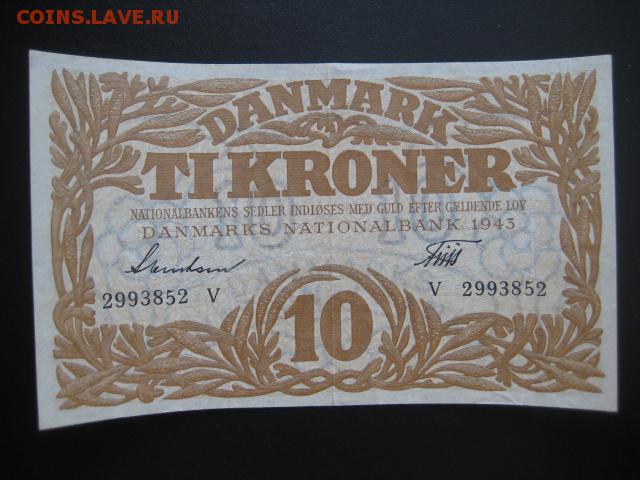 COINS.LAVE.RU
DANMARK
TI KRONER
NATIONALBANKENS SEDLER INDLØSES MED GULD EFTER GÆLDENDE LOV
DANMARKS NATIONALBANK 1943
2993852 V
V 2993852
10